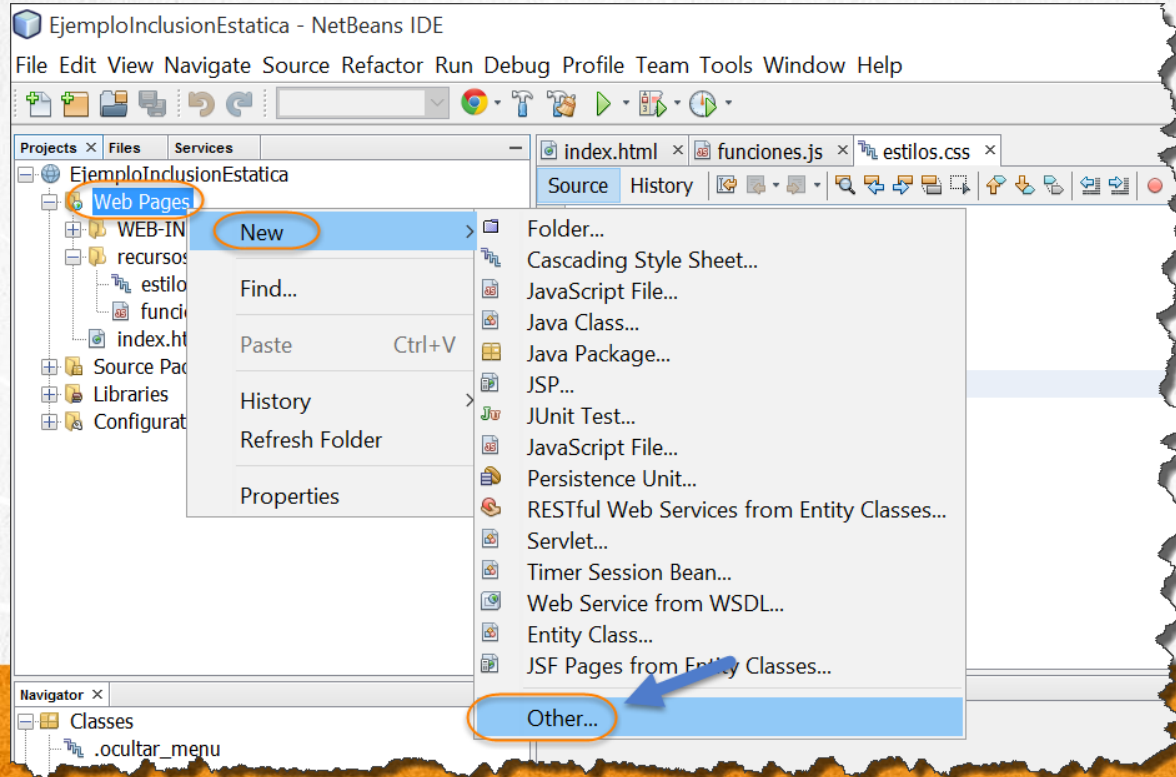 EjemploInclusionEstatica - NetBeans IDE
File Edit View Navigate Source Refactor Run Debug Profile Team Tools Window Help
Projects Files Services
index.html funciones.js estilos.css
EjemploInclusionEstatica
Source History
Web Pages
WEB-IN
recursos
estilo
funci
index.ht
Source Pac
Libraries
Configurat
New
Find...
Paste Ctrl+V
History
Refresh Folder
Properties
Folder...
Cascading Style Sheet...
JavaScript File...
Java Class...
Java Package...
JSP...
JUnit Test...
JavaScript File...
Persistence Unit...
RESTful Web Services from Entity Classes...
Servlet...
Timer Session Bean...
Web Service from WSDL...
Entity Class...
JSF Pages from Entity Classes...
Other...
Navigator
Classes
.ocultar_menu